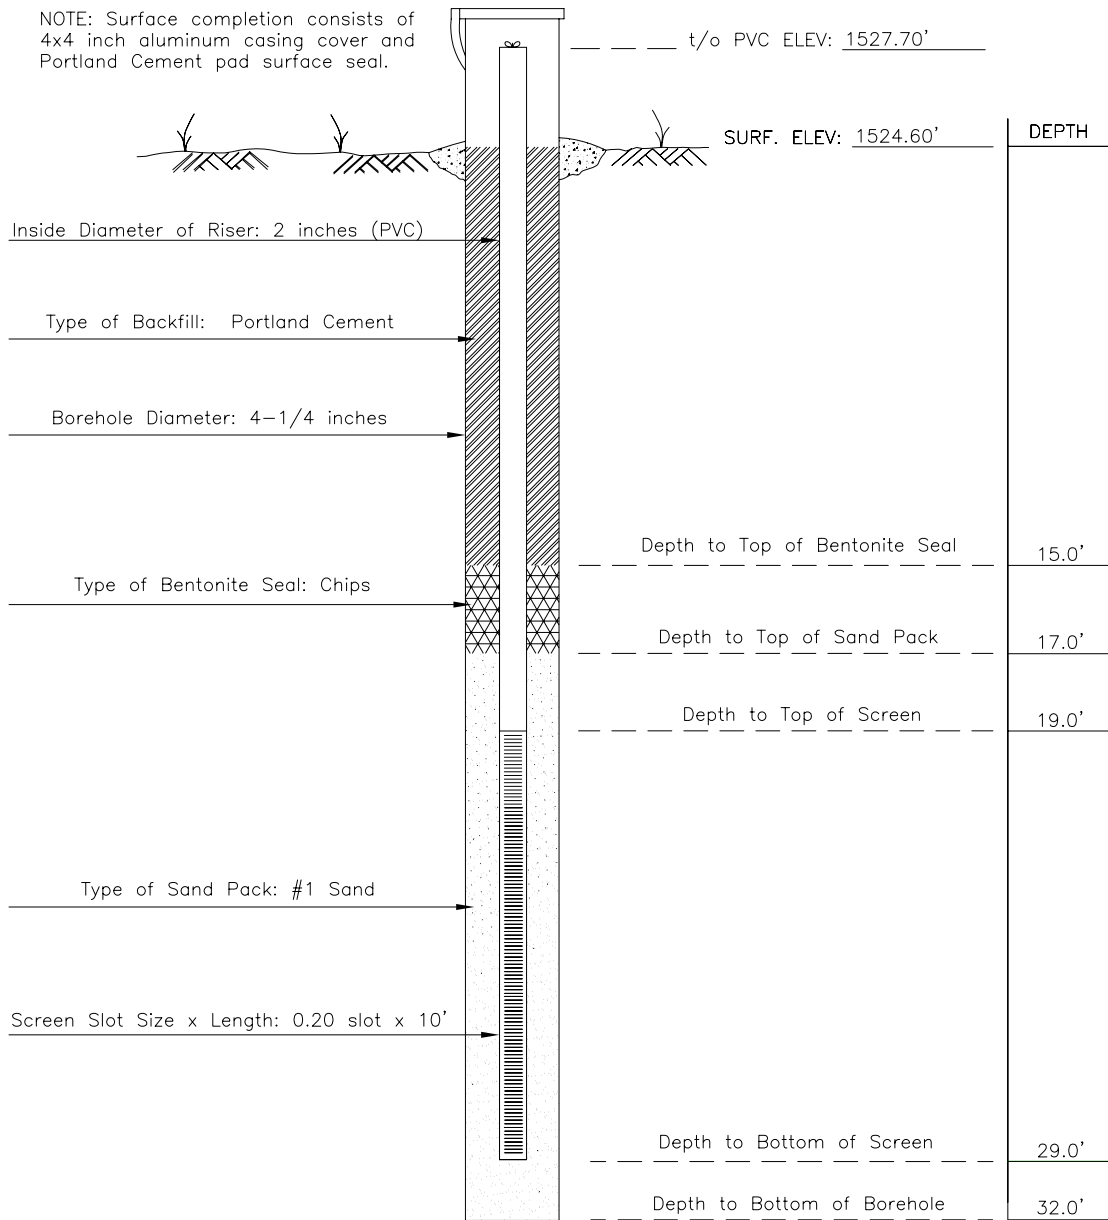 NOTE: Surface completion consists of
4x4 inch aluminum casing cover and
Portland Cement pad surface seal.
t/o PVC ELEV: 1527.70'
SURF. ELEV: 1524.60'
DEPTH
Inside Diameter of Riser: 2 inches (PVC)
Type of Backfill: Portland Cement
Borehole Diameter: 4-1/4 inches
Depth to Top of Bentonite Seal 15.0'
Type of Bentonite Seal: Chips
Depth to Top of Sand Pack 17.0'
Depth to Top of Screen 19.0'
Type of Sand Pack: #1 Sand
Screen Slot Size x Length: 0.20 slot x 10'
Depth to Bottom of Screen 29.0'
Depth to Bottom of Borehole 32.0'